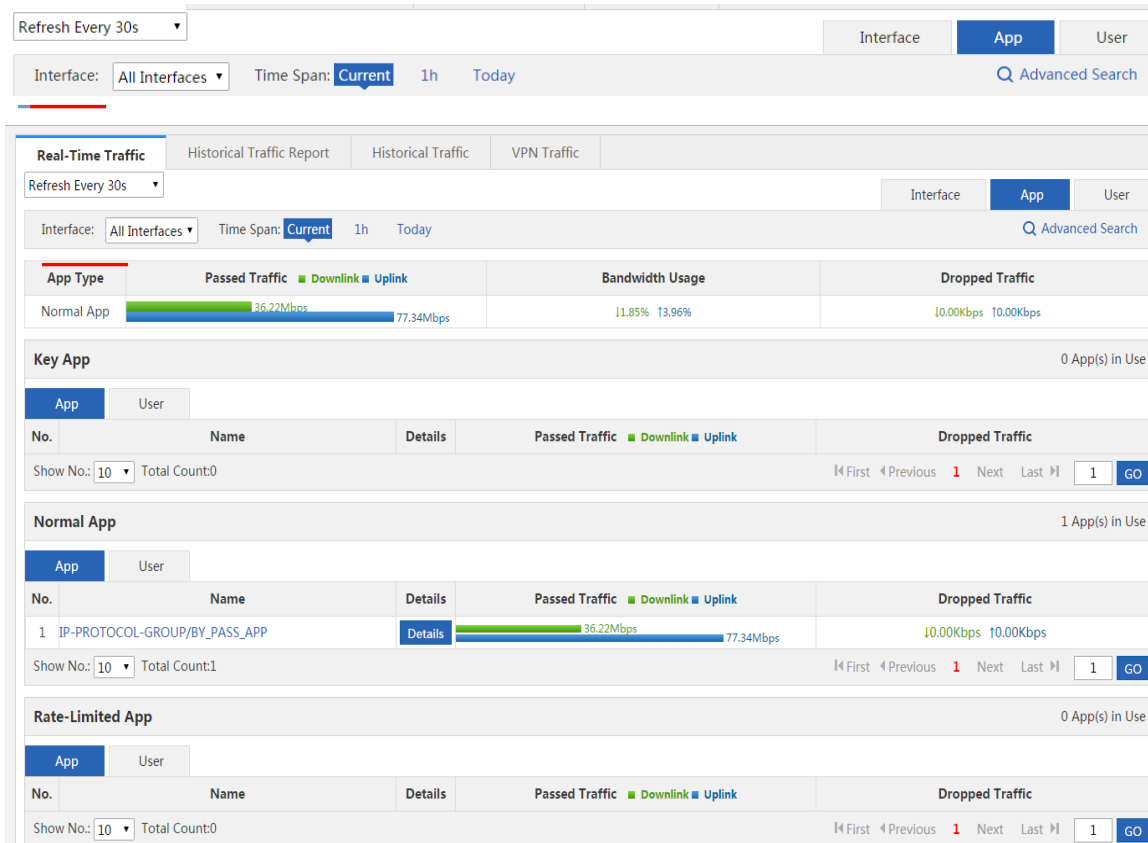 Refresh Every 30s
Interface App User
Interface: All Interfaces Time Span: Current 1h Today Advanced Search
Real-Time Traffic Historical Traffic Report Historical Traffic VPN Traffic
Refresh Every 30s
Interface App User
Interface: All Interfaces Time Span: Current 1h Today Advanced Search
App Type Passed Traffic Downlink Uplink Bandwidth Usage Dropped Traffic
Normal App 36.22Mbps 77.34Mbps ↓1.85% ↑3.96% ↓0.00Kbps ↑0.00Kbps
Key App 0 App(s) in Use
App User
No. Name Details Passed Traffic Downlink Uplink Dropped Traffic
Show No.: 10 Total Count:0 First Previous 1 Next Last 1 GO
Normal App 1 App(s) in Use
App User
No. Name Details Passed Traffic Downlink Uplink Dropped Traffic
1 IP-PROTOCOL-GROUP/BY_PASS_APP Details 36.22Mbps 77.34Mbps ↓0.00Kbps ↑0.00Kbps
Show No.: 10 Total Count:1 First Previous 1 Next Last 1 GO
Rate-Limited App 0 App(s) in Use
App User
No. Name Details Passed Traffic Downlink Uplink Dropped Traffic
Show No.: 10 Total Count:0 First Previous 1 Next Last 1 GO